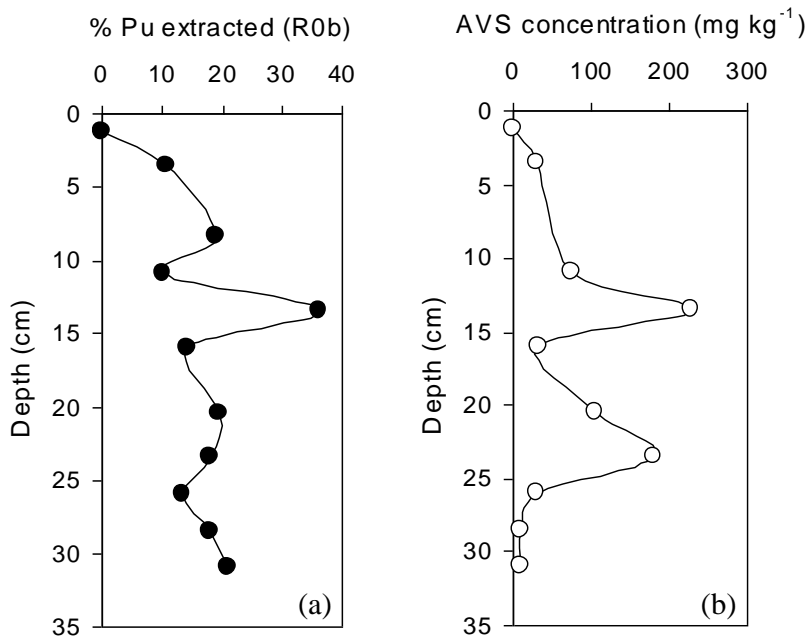 % Pu extracted (R0b)
0 10 20 30 40
0
5
10
15
20
25
30
35
Depth (cm)
(a)
AVS concentration (mg kg⁻¹)
0 100 200 300
0
5
10
15
20
25
30
35
Depth (cm)
(b)